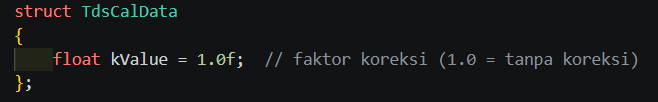 struct TdsCalData
{
    float kValue = 1.0f;  // faktor koreksi (1.0 = tanpa koreksi)
};